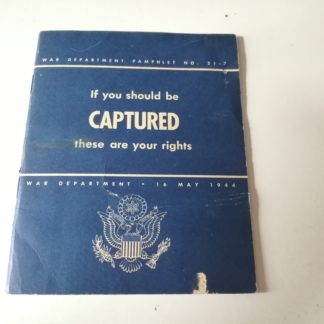 WAR DEPARTMENT PAMPHLET NO. 21-7
If you should be
CAPTURED
these are your rights
WAR DEPARTMENT • 16 MAY 1944